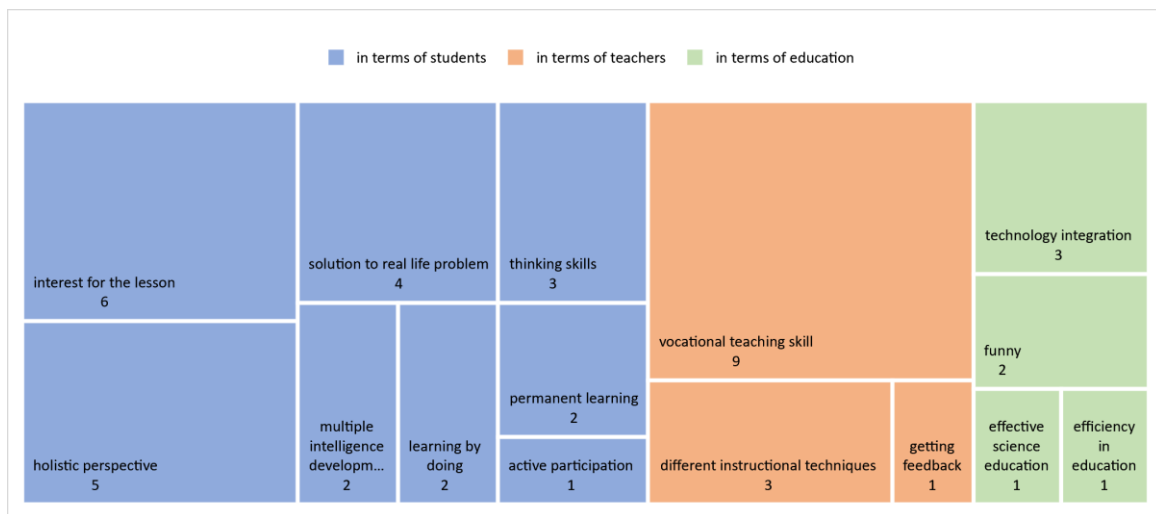 in terms of students
in terms of teachers
in terms of education
interest for the lesson
6
holistic perspective
5
solution to real life problem
4
multiple
intelligence
developm...
2
learning by
doing
2
thinking skills
3
permanent learning
2
active participation
1
vocational teaching skill
9
different instructional techniques
3
getting
feedback
1
technology integration
3
funny
2
effective
science
education
1
efficiency
in
education
1